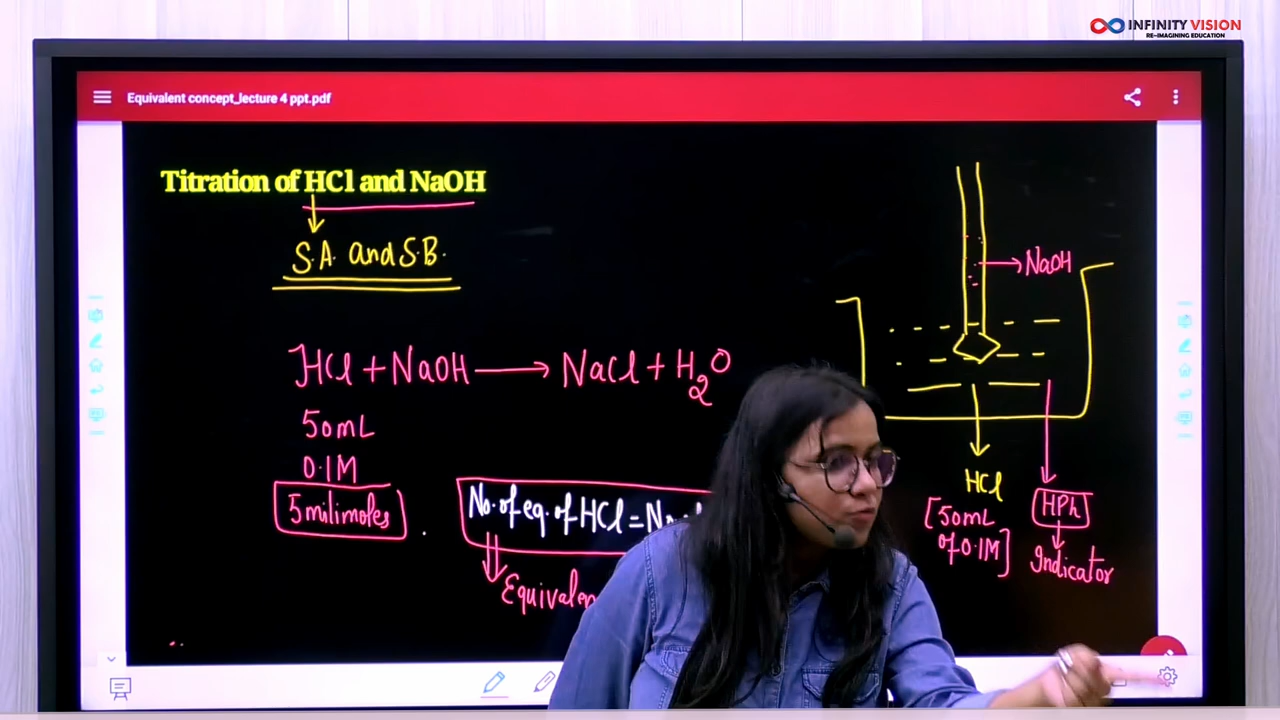 INFINITY VISION
RE-IMAGINING EDUCATION
Equivalent concept_lecture 4 ppt.pdf
Titration of HCl and NaOH
S.A. and S.B.
HCl + NaOH → NaCl + H2O
50mL
0.1M
5milimoles
No. of eq. of HCl =
NaOH
HCl
[50mL
of 0.1M]
HPh
Indicator